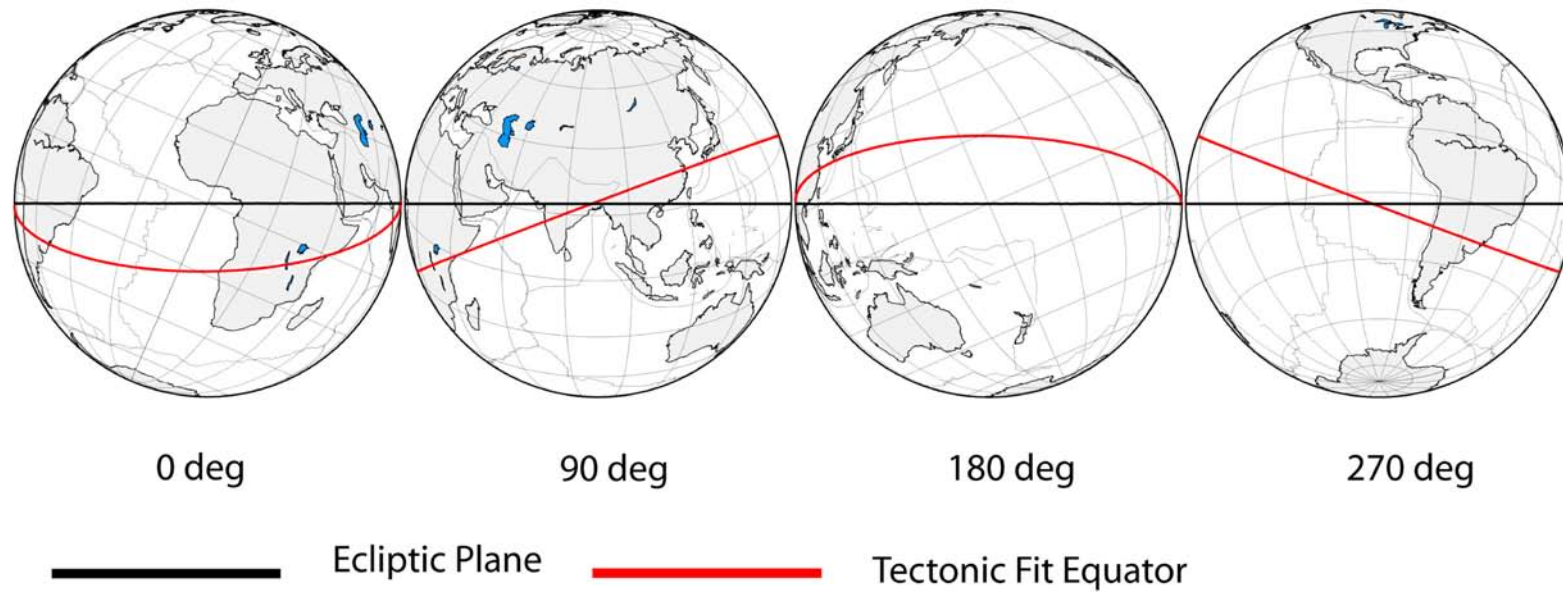 0 deg
90 deg
180 deg
270 deg
Ecliptic Plane
Tectonic Fit Equator